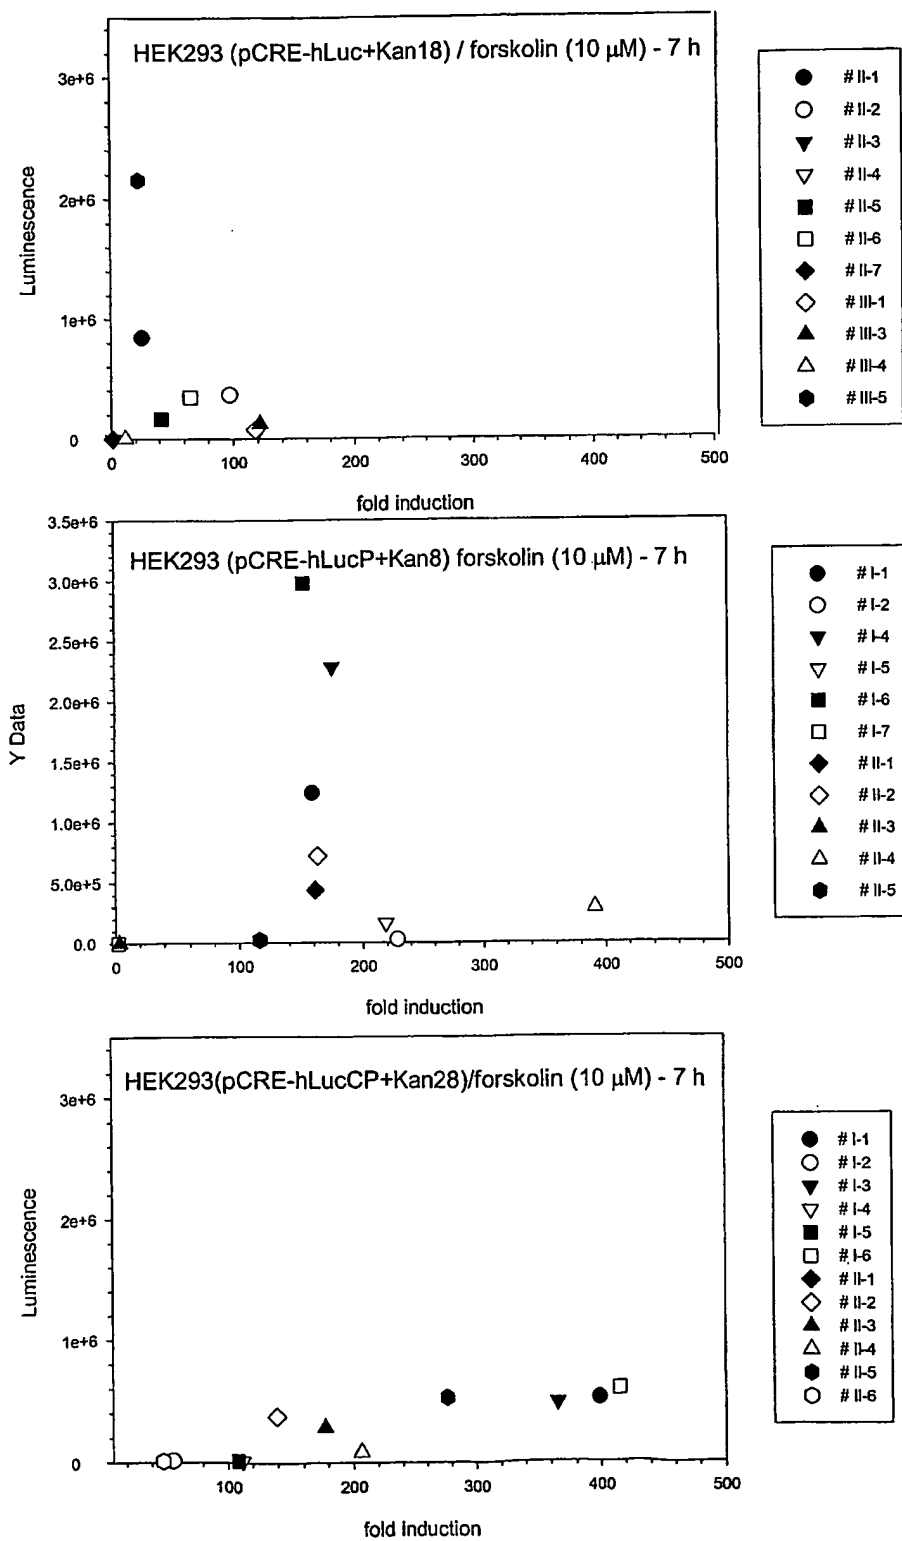 HEK293 (pCRE-hLuc+Kan18) / forskolin (10 μM) - 7 h
3e+6
2e+6
1e+6
0
Luminescence
0 100 200 300 400 500
fold induction
# II-1
# II-2
# II-3
# II-4
# II-5
# II-6
# II-7
# III-1
# III-3
# III-4
# III-5
HEK293 (pCRE-hLucP+Kan8) forskolin (10 μM) - 7 h
3.5e+6
3.0e+6
2.5e+6
2.0e+6
1.5e+6
1.0e+6
5.0e+5
0.0
Y Data
0 100 200 300 400 500
fold induction
# I-1
# I-2
# I-4
# I-5
# I-6
# I-7
# II-1
# II-2
# II-3
# II-4
# II-5
HEK293(pCRE-hLucCP+Kan28)/forskolin (10 μM) - 7 h
3e+6
2e+6
1e+6
0
Luminescence
100 200 300 400 500
fold induction
# I-1
# I-2
# I-3
# I-4
# I-5
# I-6
# II-1
# II-2
# II-3
# II-4
# II-5
# II-6